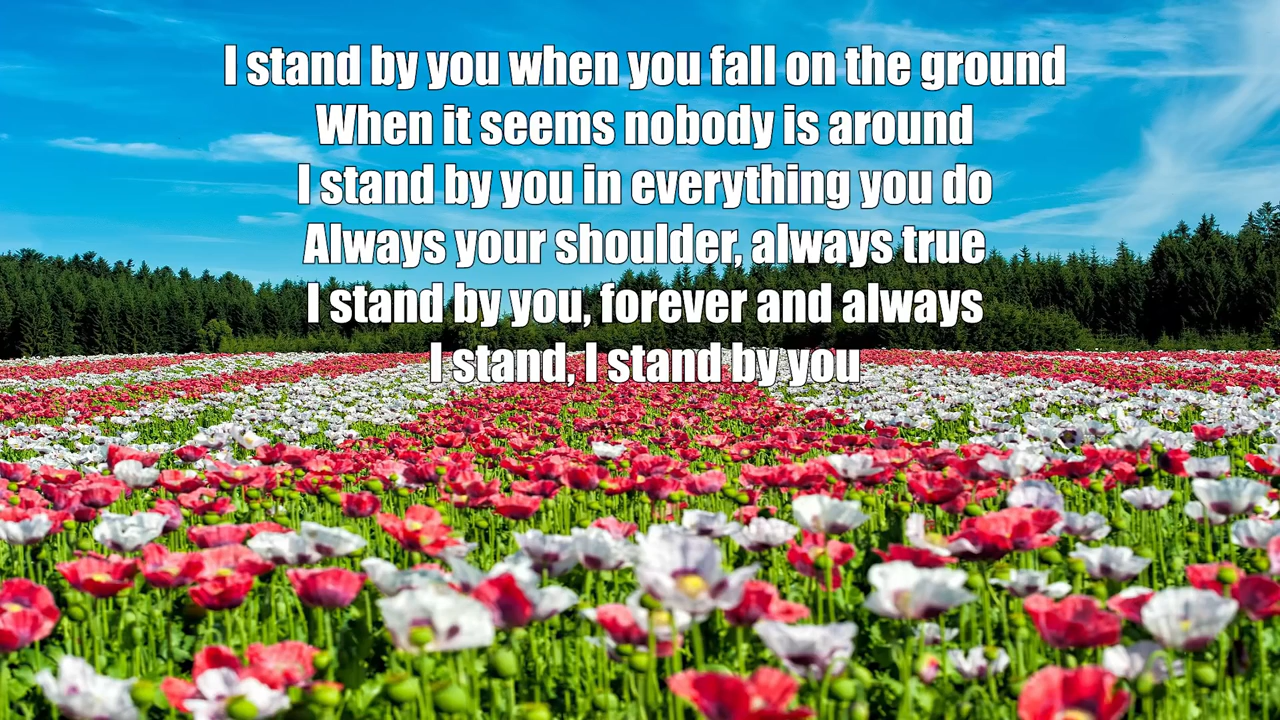 I stand by you when you fall on the ground
When it seems nobody is around
I stand by you in everything you do
Always your shoulder, always true
I stand by you, forever and always
I stand, I stand by you